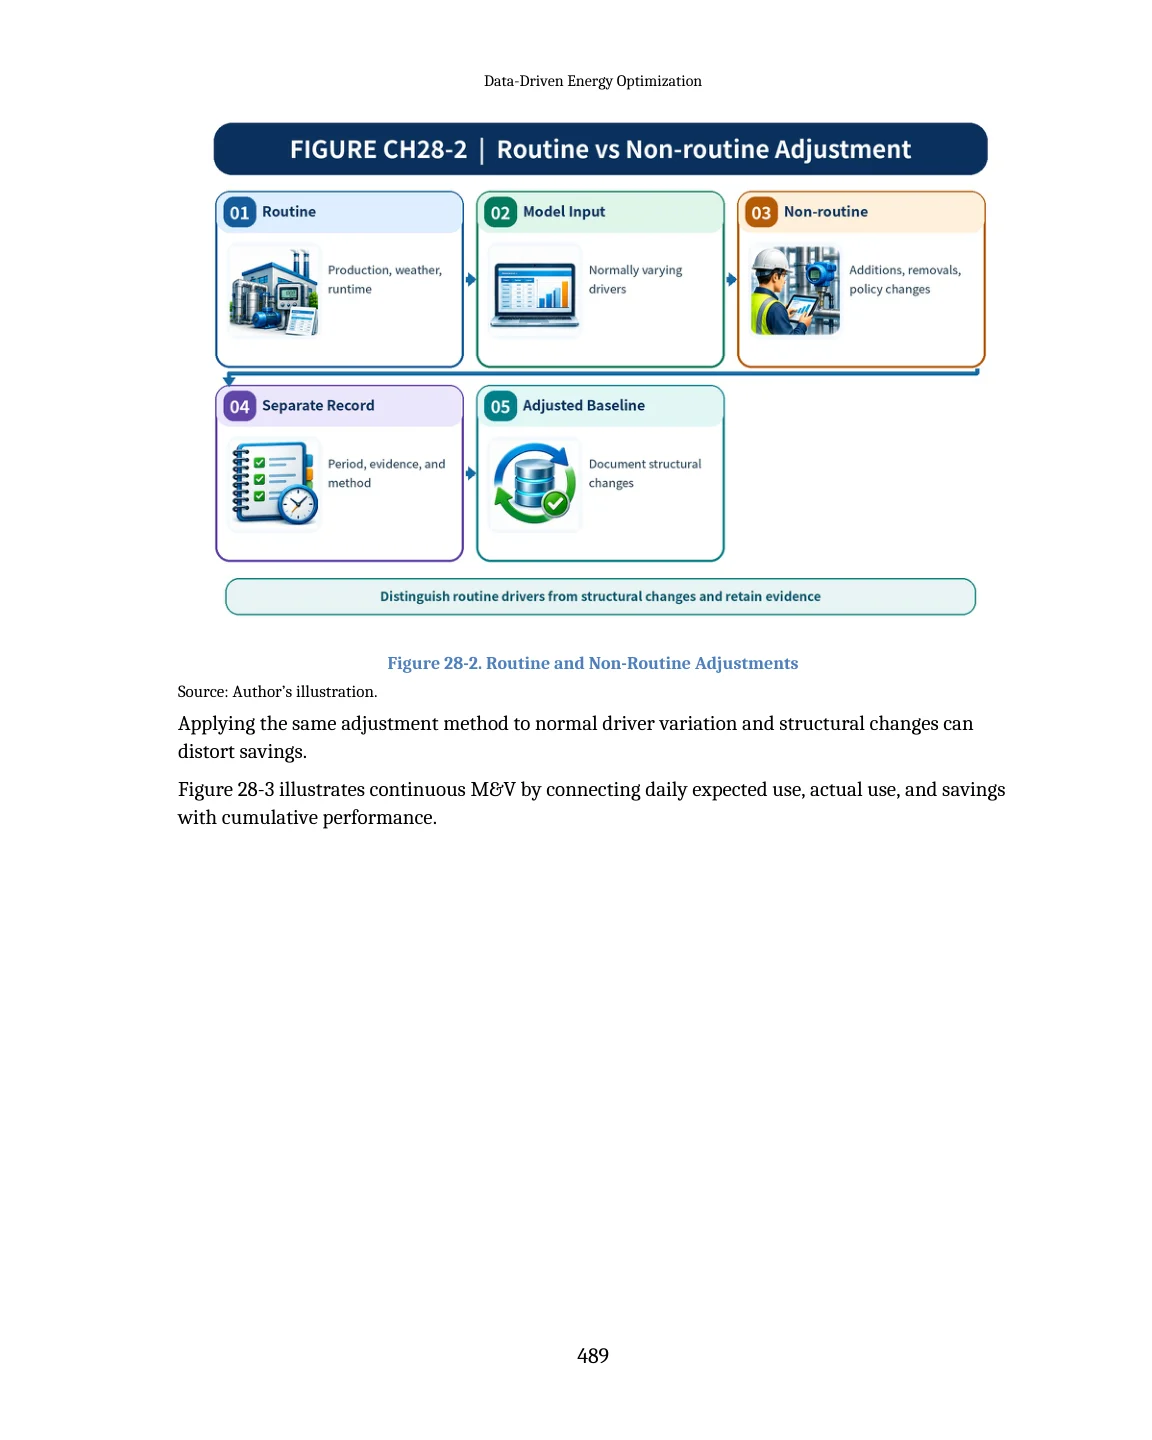 Data-Driven Energy Optimization
FIGURE CH28-2 | Routine vs Non-routine Adjustment
01 Routine
Production, weather,
runtime
02 Model Input
Normally varying
drivers
03 Non-routine
Additions, removals,
policy changes
04 Separate Record
Period, evidence, and
method
05 Adjusted Baseline
Document structural
changes
Distinguish routine drivers from structural changes and retain evidence
Figure 28-2. Routine and Non-Routine Adjustments
Source: Author’s illustration.
Applying the same adjustment method to normal driver variation and structural changes can
distort savings.
Figure 28-3 illustrates continuous M&V by connecting daily expected use, actual use, and savings
with cumulative performance.
489